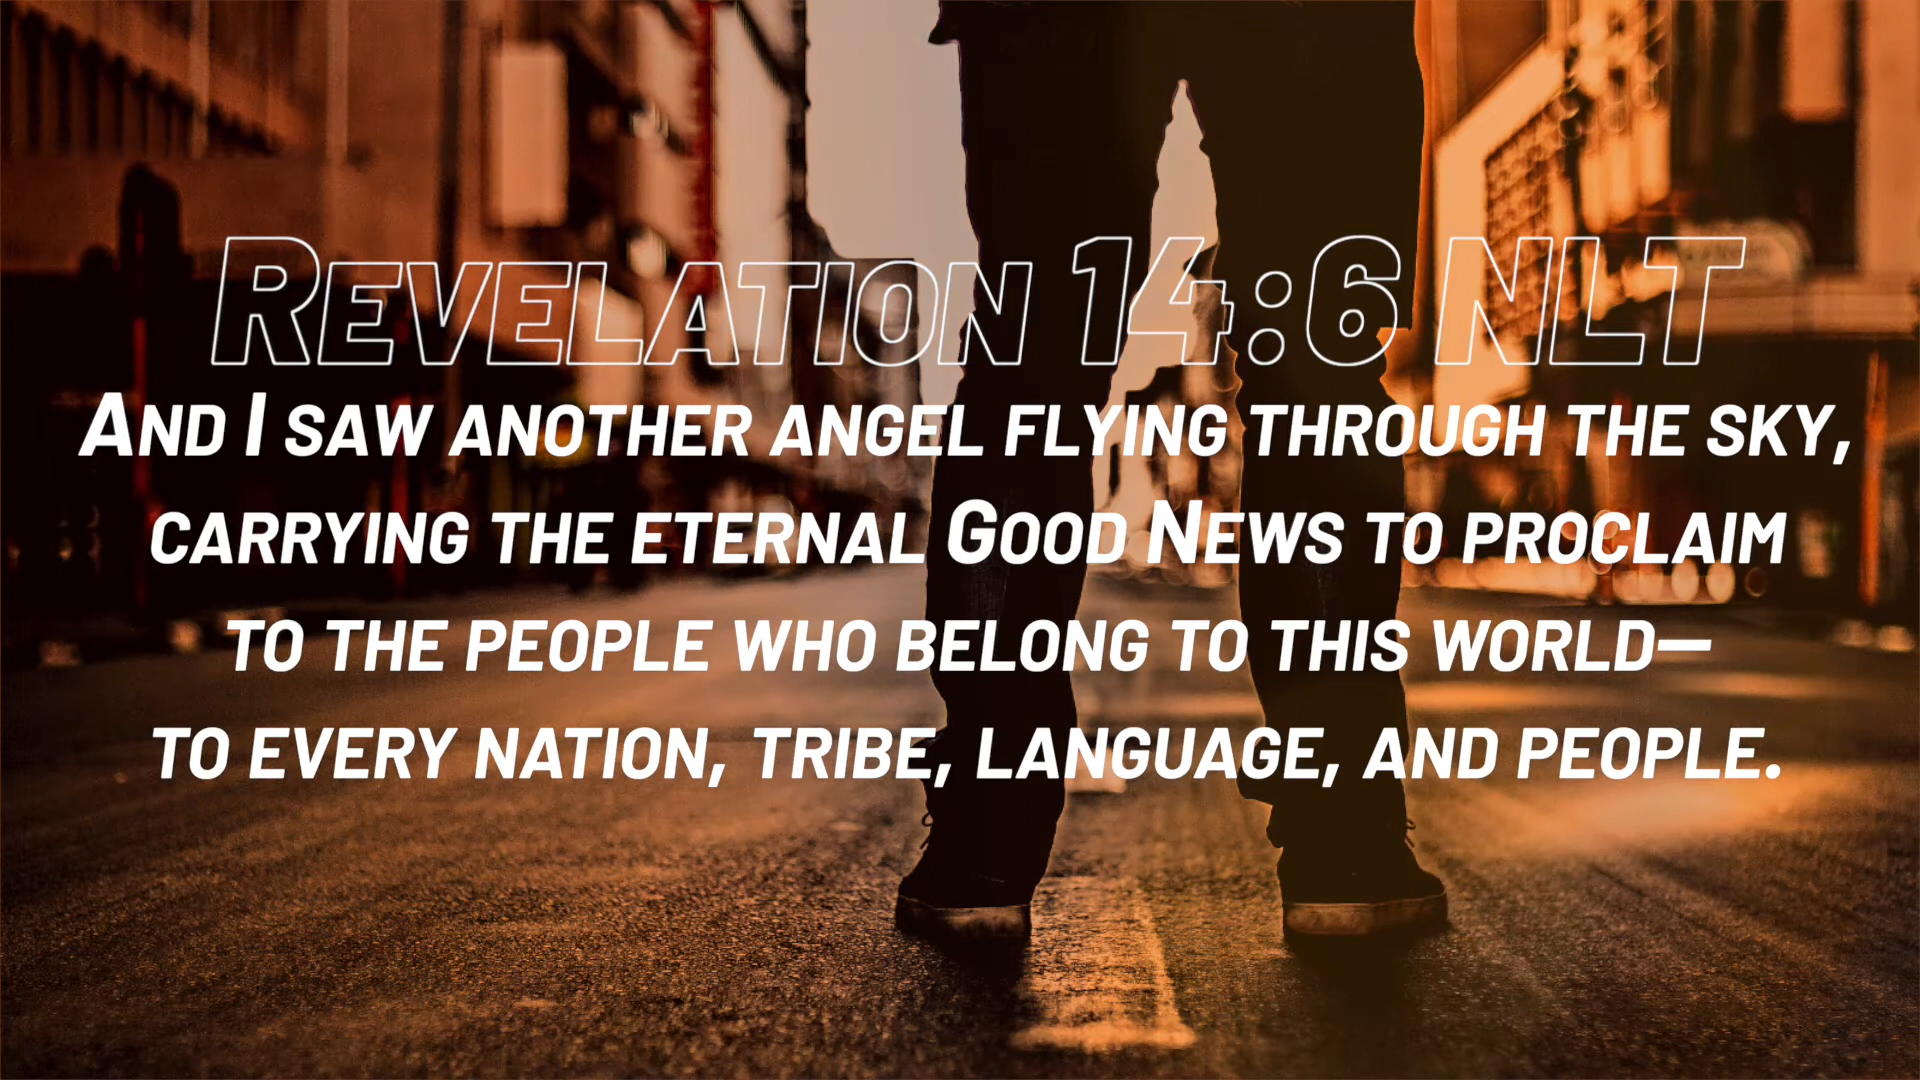 Revelation 14:6 NLT
And I saw another angel flying through the sky,
carrying the eternal Good News to proclaim
to the people who belong to this world—
to every nation, tribe, language, and people.